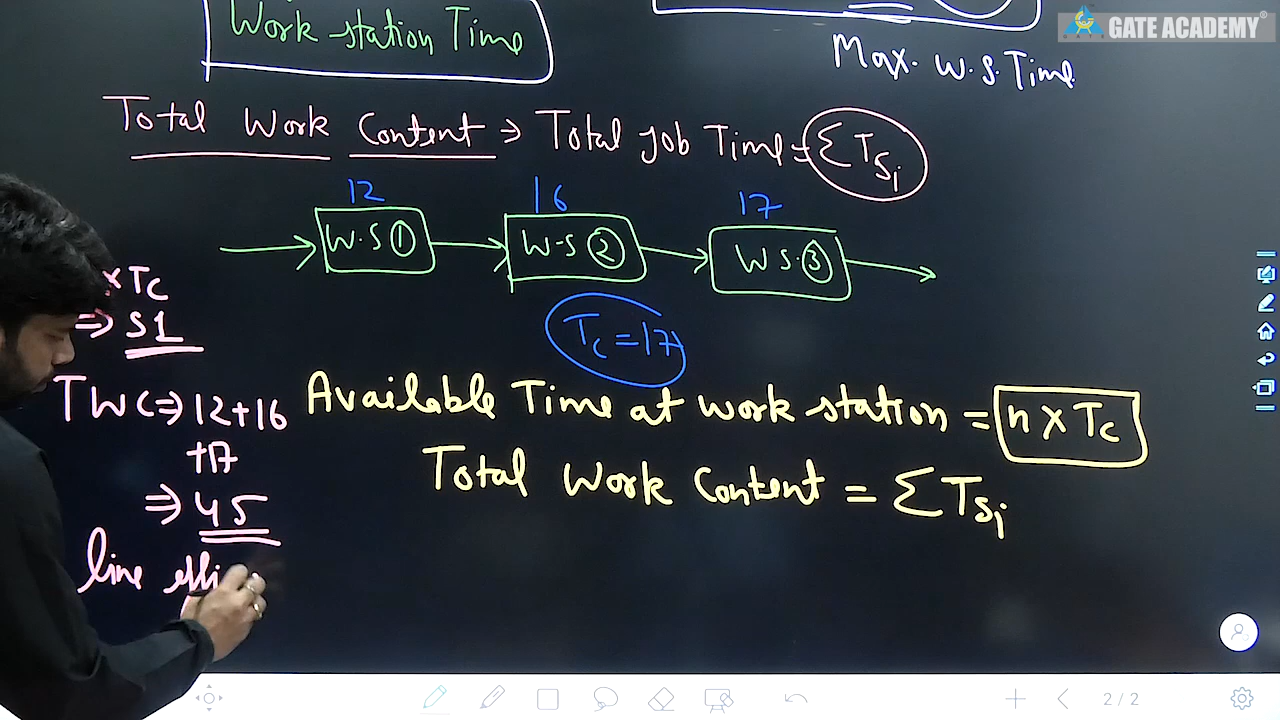 GATE ACADEMY®
Work station Time
Max. W.S. Time
Total Work Content ⇒ Total Job Time = ΣTsi
12 16 17
W.S ① W-S ② W S.③
×Tc
⇒ 51
Tc = 17
TWC ⇒ 12+16
+17
⇒ 45
Available Time at work station = n × Tc
Total Work Content = ΣTsi
line effi
2/2